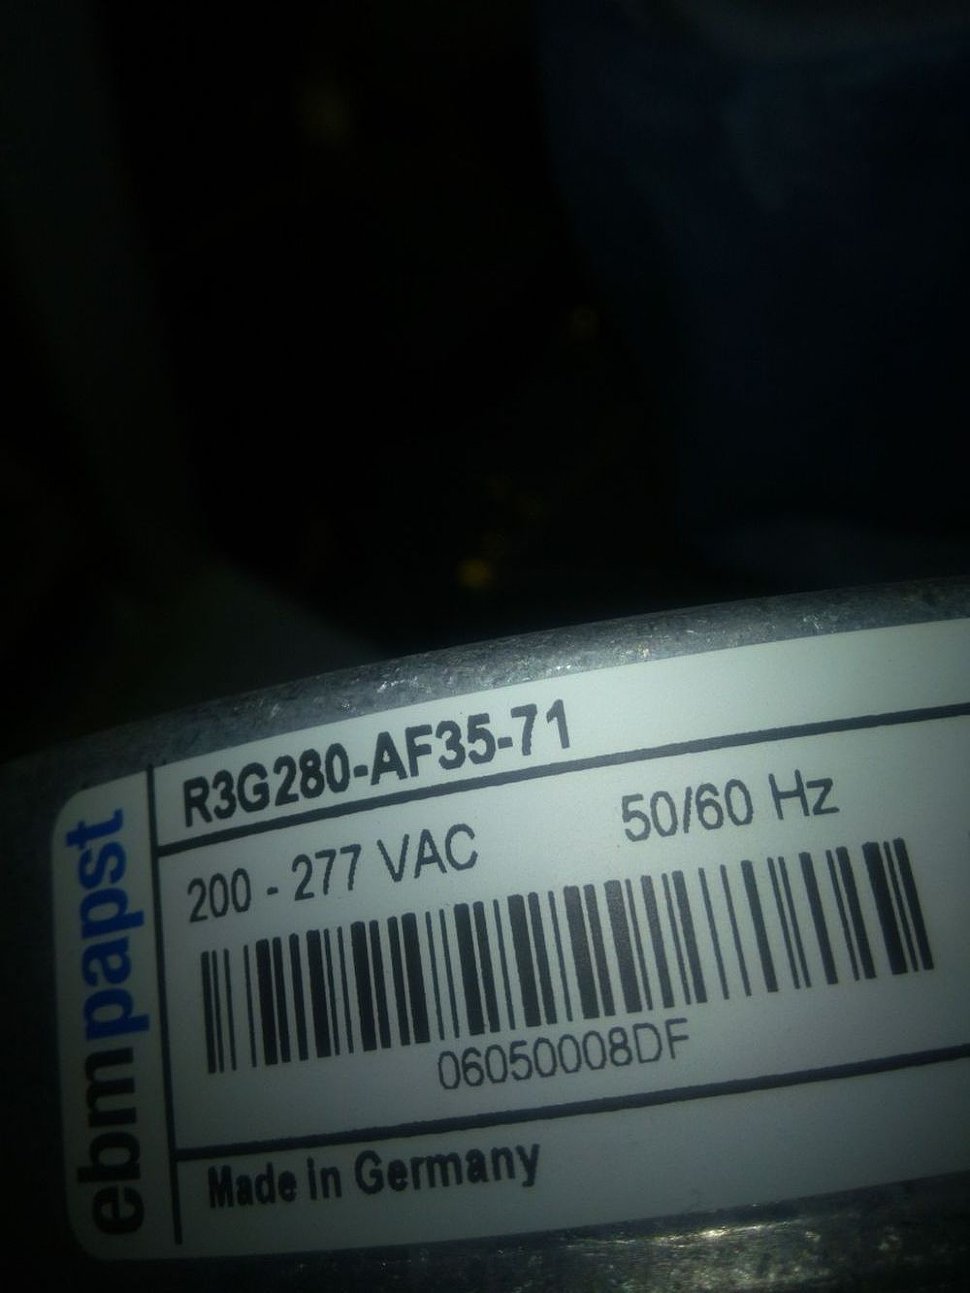 ebmpapst
R3G280-AF35-71
200 - 277 VAC 50/60 Hz
06050008DF
Made in Germany